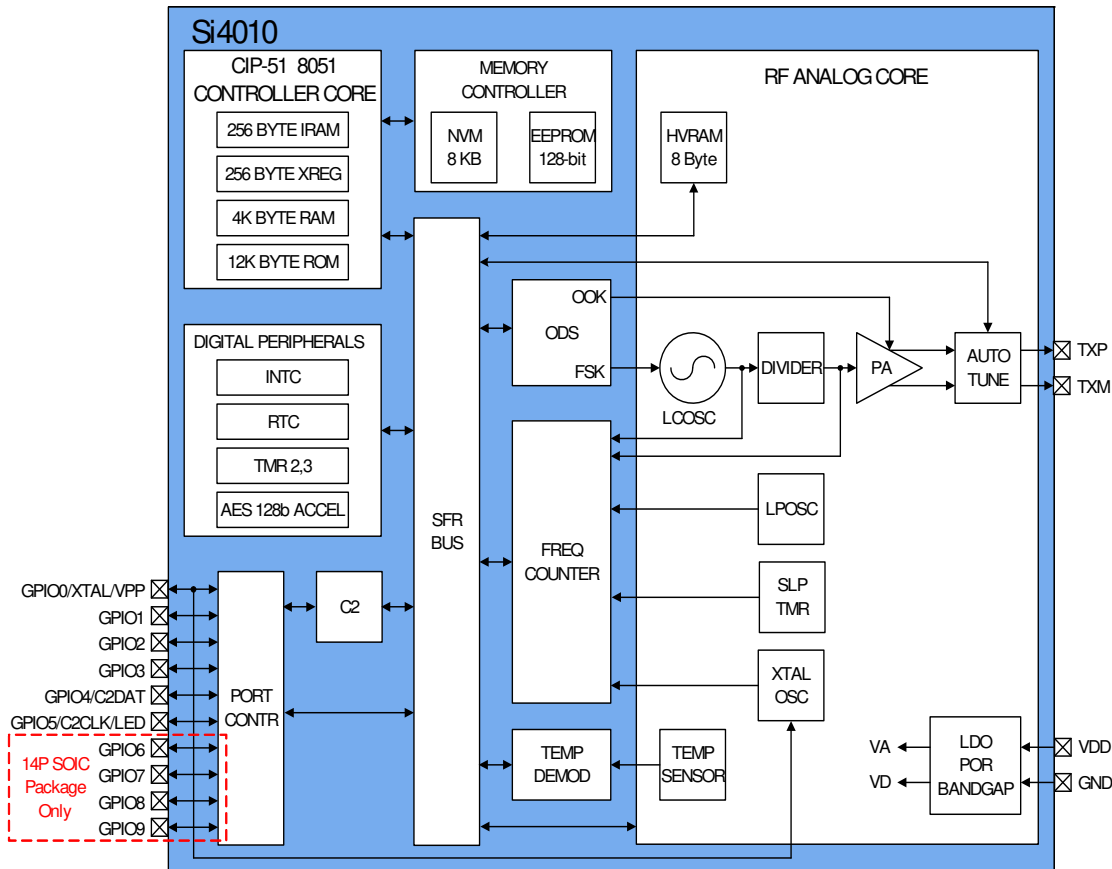 Si4010
CIP-51 8051
CONTROLLER CORE
256 BYTE IRAM
256 BYTE XREG
4K BYTE RAM
12K BYTE ROM
MEMORY
CONTROLLER
NVM
8 KB
EEPROM
128-bit
RF ANALOG CORE
HVRAM
8 Byte
DIGITAL PERIPHERALS
INTC
RTC
TMR 2,3
AES 128b ACCEL
SFR
BUS
OOK
ODS
FSK
LCOSC
DIVIDER
PA
AUTO
TUNE
TXP
TXM
FREQ
COUNTER
LPOSC
SLP
TMR
XTAL
OSC
GPIO0/XTAL/VPP
GPIO1
GPIO2
GPIO3
GPIO4/C2DAT
GPIO5/C2CLK/LED
GPIO6
GPIO7
GPIO8
GPIO9
14P SOIC
Package
Only
PORT
CONTR
C2
TEMP
DEMOD
TEMP
SENSOR
VA
VD
LDO
POR
BANDGAP
VDD
GND